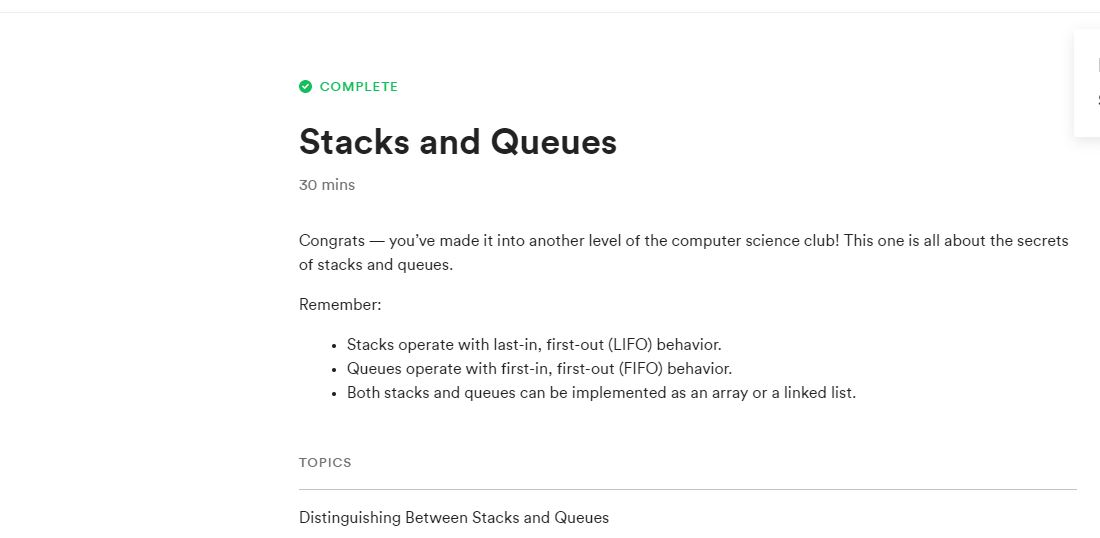 COMPLETE
Stacks and Queues
30 mins
Congrats — you’ve made it into another level of the computer science club! This one is all about the secrets
of stacks and queues.
Remember:
• Stacks operate with last-in, first-out (LIFO) behavior.
• Queues operate with first-in, first-out (FIFO) behavior.
• Both stacks and queues can be implemented as an array or a linked list.
TOPICS
Distinguishing Between Stacks and Queues